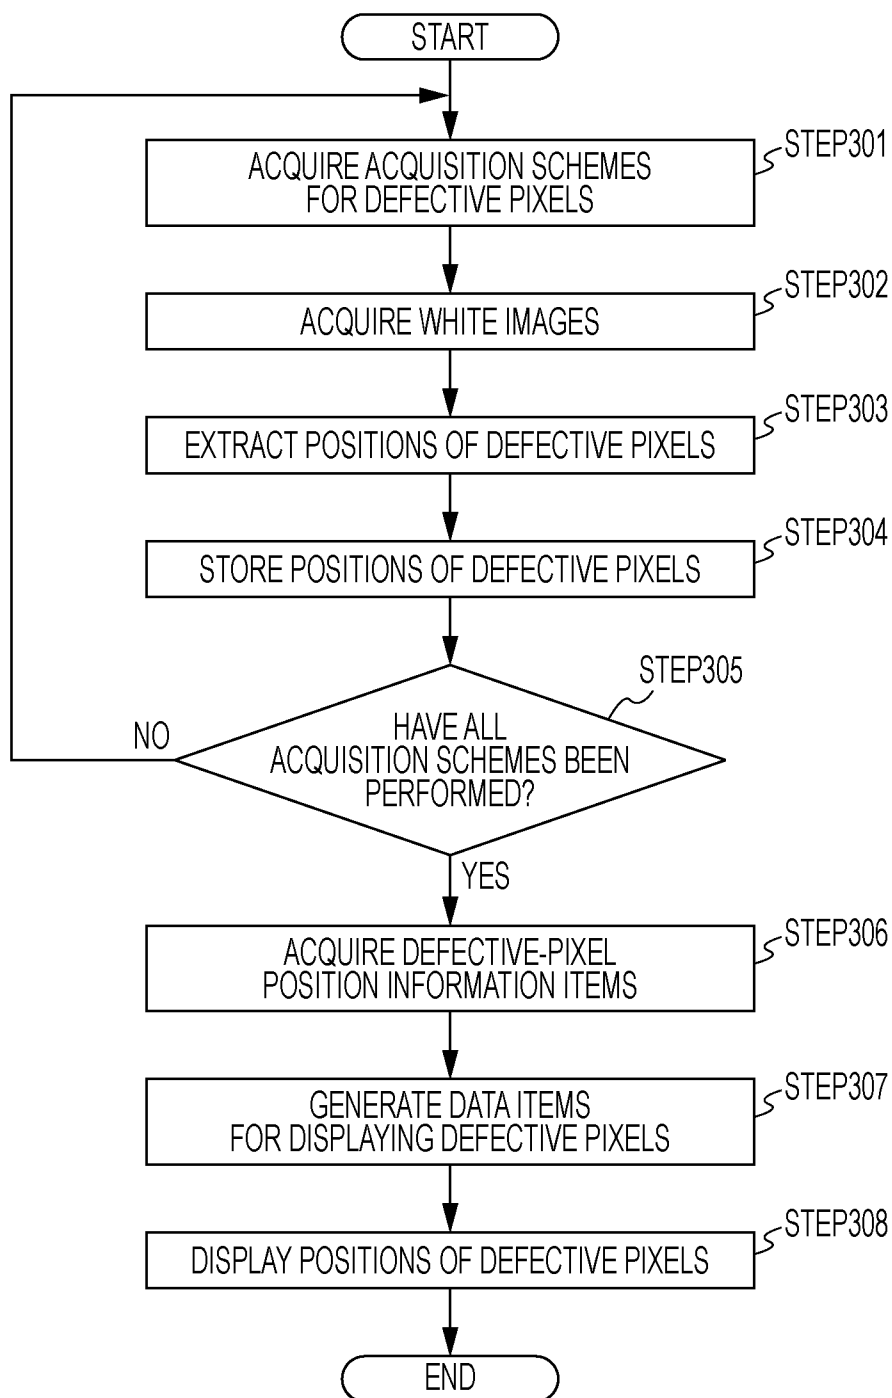 START
ACQUIRE ACQUISITION SCHEMES
FOR DEFECTIVE PIXELS
STEP301
ACQUIRE WHITE IMAGES
STEP302
EXTRACT POSITIONS OF DEFECTIVE PIXELS
STEP303
STORE POSITIONS OF DEFECTIVE PIXELS
STEP304
HAVE ALL
ACQUISITION SCHEMES BEEN
PERFORMED?
STEP305
NO
YES
ACQUIRE DEFECTIVE-PIXEL
POSITION INFORMATION ITEMS
STEP306
GENERATE DATA ITEMS
FOR DISPLAYING DEFECTIVE PIXELS
STEP307
DISPLAY POSITIONS OF DEFECTIVE PIXELS
STEP308
END